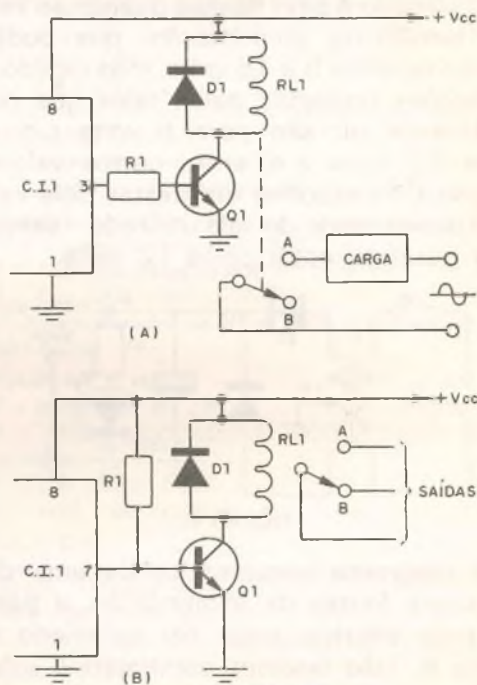 + Vcc
8
D1
RL1
C.I.1
3
R1
Q1
1
A
CARGA
B
(A)
+ Vcc
8
R1
D1
RL1
A
B
SAÍDAS
C.I.1
7
Q1
1
(B)